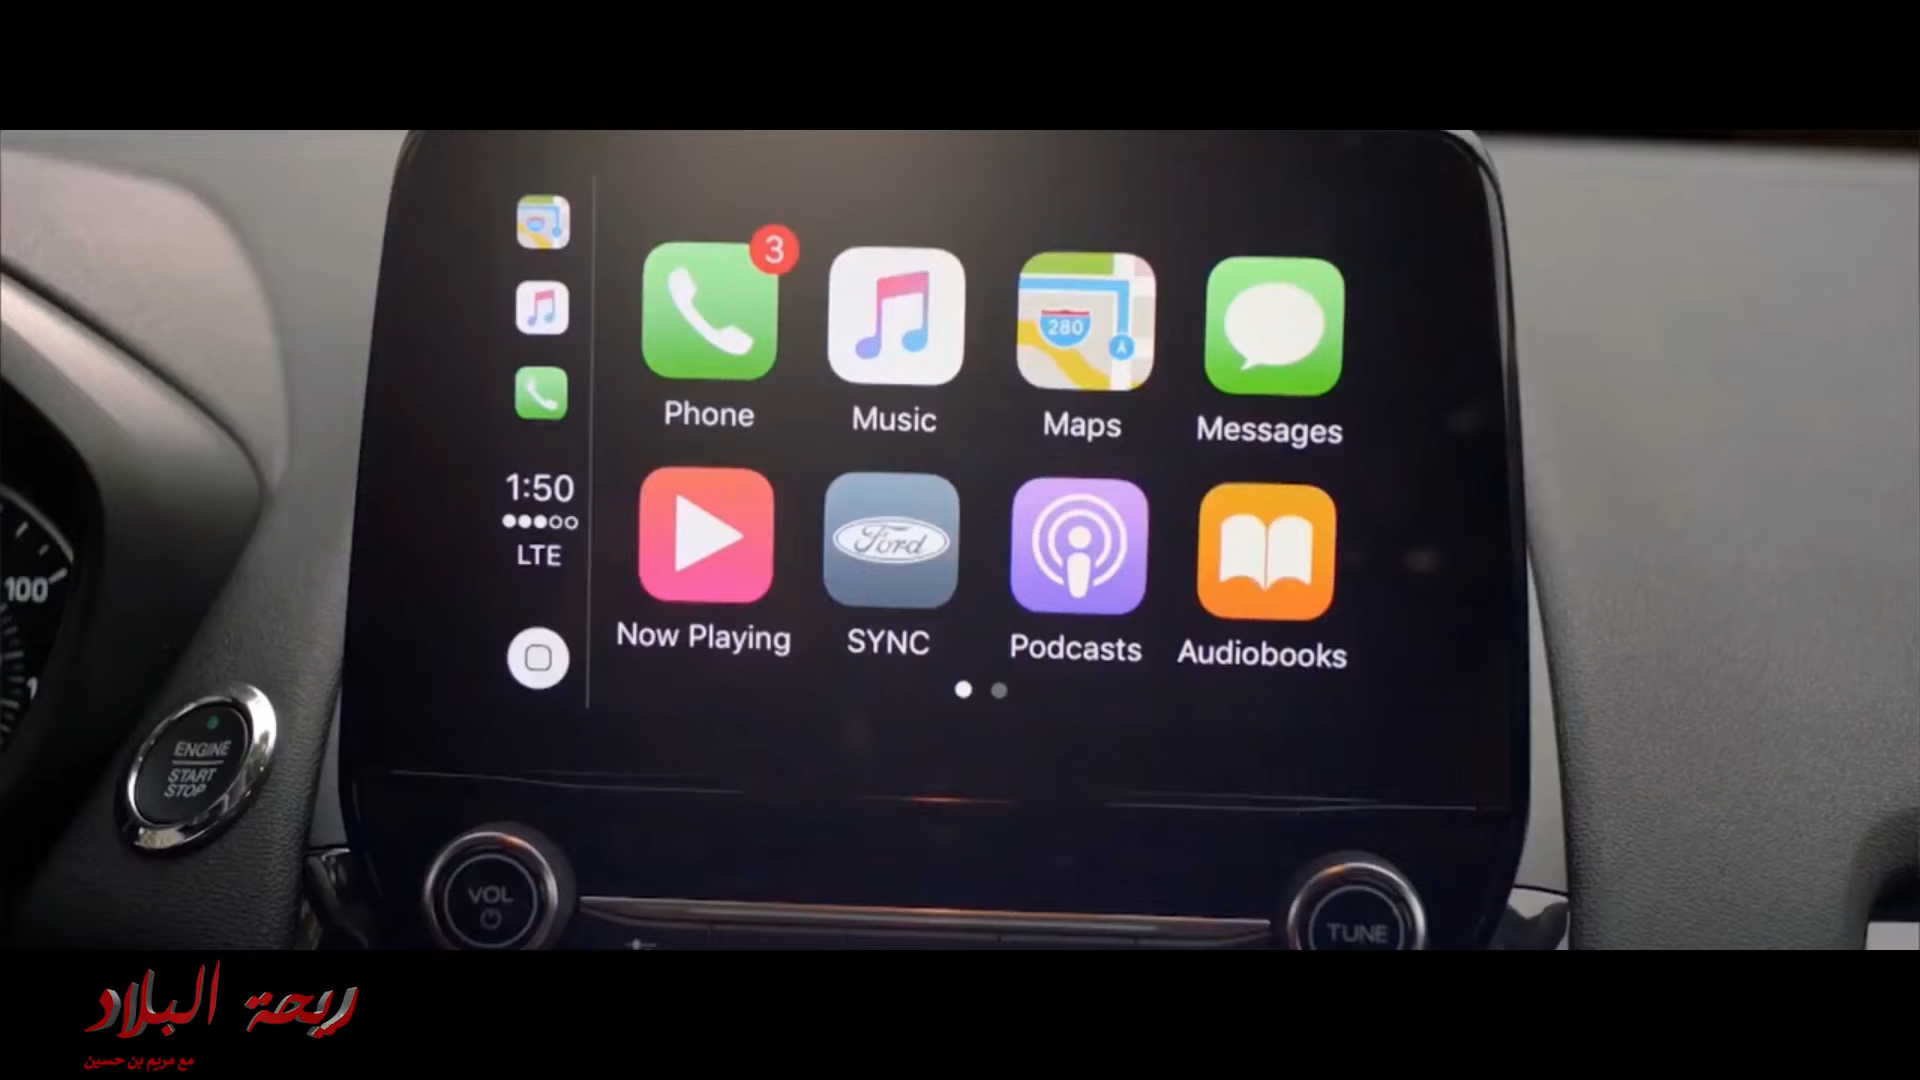 3
280
Phone
Music
Maps
Messages
1:50
LTE
Ford
Now Playing
SYNC
Podcasts
Audiobooks
100
ENGINE
START
STOP
VOL
TUNE
ريحة البلاد
مع مريم بن حسين